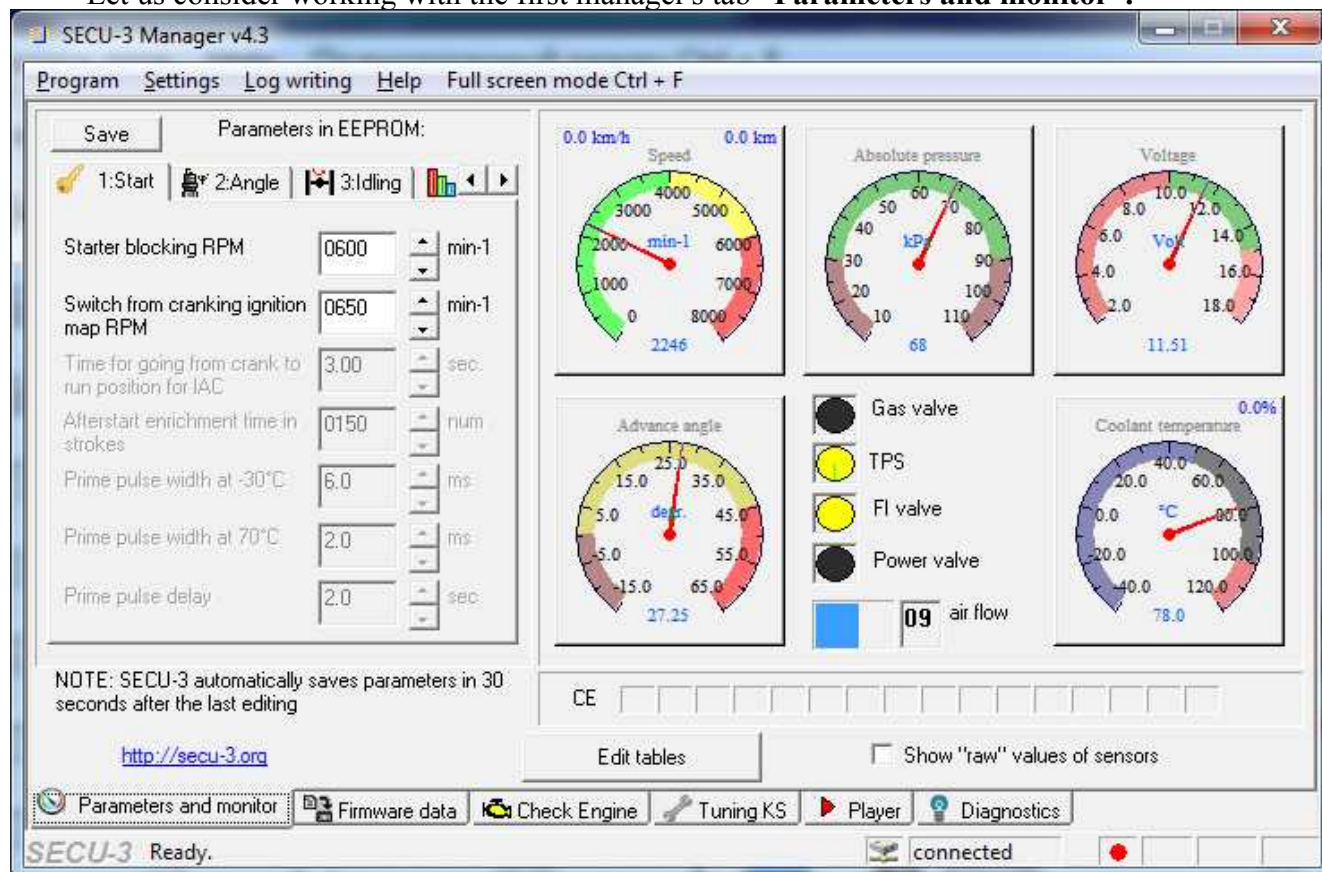 Let us consider working with the first manager's tab "Parameters and monitor".
SECU-3 Manager v4.3
Program Settings Log writing Help Full screen mode Ctrl + F
Save Parameters in EEPROM:
1:Start 2:Angle 3:Idling
Starter blocking RPM 0600 min-1
Switch from cranking ignition map RPM 0650 min-1
Time for going from crank to run position for IAC 3.00 sec.
Afterstart enrichment time in strokes 0150 num
Prime pulse width at -30°C 6.0 ms
Prime pulse width at 70°C 2.0 ms
Prime pulse delay 2.0 sec
NOTE: SECU-3 automatically saves parameters in 30
seconds after the last editing
http://secu-3.org
0.0 km/h 0.0 km
Speed
0 1000 2000 3000 4000 5000 6000 7000 8000
min-1
2246
Absolute pressure
10 20 30 40 50 60 70 80 90 100 110
kPa
68
Voltage
2.0 4.0 6.0 8.0 10.0 12.0 14.0 16.0 18.0
Volt
11.51
Advance angle
-15.0 -5.0 5.0 15.0 25.0 35.0 45.0 55.0 65.0
degr.
27.25
Gas valve
TPS
FI valve
Power valve
09 air flow
0.0%
Coolant temperature
-40.0 -20.0 0.0 20.0 40.0 60.0 80.0 100.0 120.0
°C
78.0
CE
Edit tables Show "raw" values of sensors
Parameters and monitor Firmware data Check Engine Tuning KS Player Diagnostics
SECU-3 Ready. connected